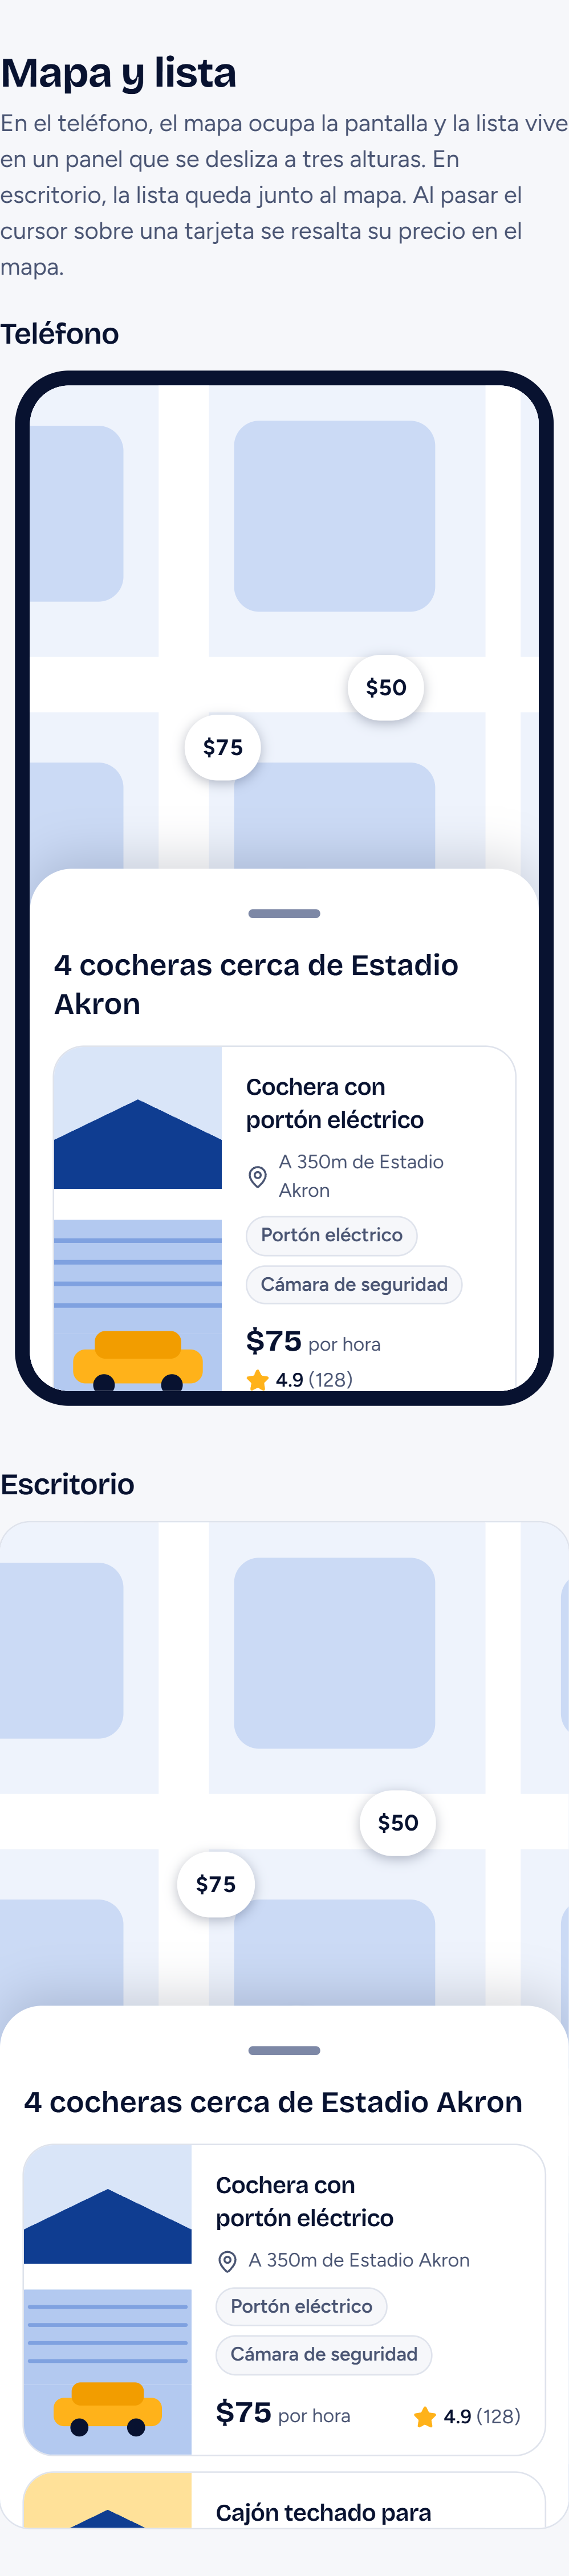 Mapa y lista
En el teléfono, el mapa ocupa la pantalla y la lista vive
en un panel que se desliza a tres alturas. En
escritorio, la lista queda junto al mapa. Al pasar el
cursor sobre una tarjeta se resalta su precio en el
mapa.
Teléfono
$50
$75
4 cocheras cerca de Estadio
Akron
Cochera con
portón eléctrico
A 350m de Estadio
Akron
Portón eléctrico
Cámara de seguridad
$75 por hora
4.9 (128)
Escritorio
$50
$75
4 cocheras cerca de Estadio Akron
Cochera con
portón eléctrico
A 350m de Estadio Akron
Portón eléctrico
Cámara de seguridad
$75 por hora 4.9 (128)
Cajón techado para